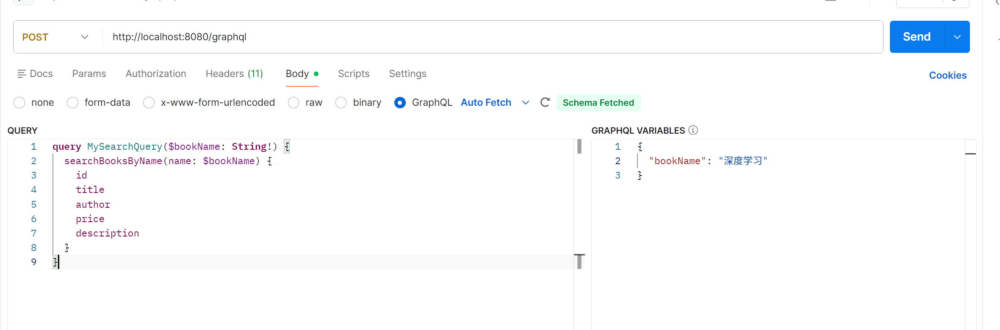 POST http://localhost:8080/graphql Send
Docs Params Authorization Headers (11) Body Scripts Settings Cookies
none form-data x-www-form-urlencoded raw binary GraphQL Auto Fetch Schema Fetched
QUERY
1 query MySearchQuery($bookName: String!) {
2 searchBooksByName(name: $bookName) {
3 id
4 title
5 author
6 price
7 description
8 }
9 }
GRAPHQL VARIABLES
1 {
2 "bookName": "深度学习"
3 }